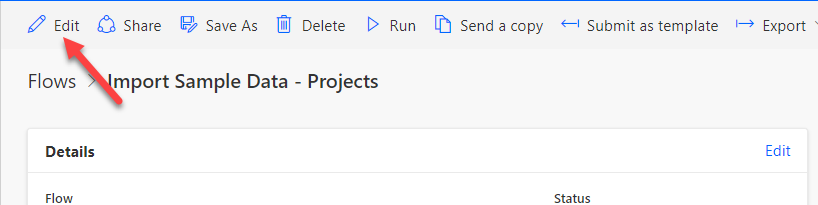 Edit Share Save As Delete Run Send a copy Submit as template Export
Flows > Import Sample Data - Projects
Details Edit
Flow Status